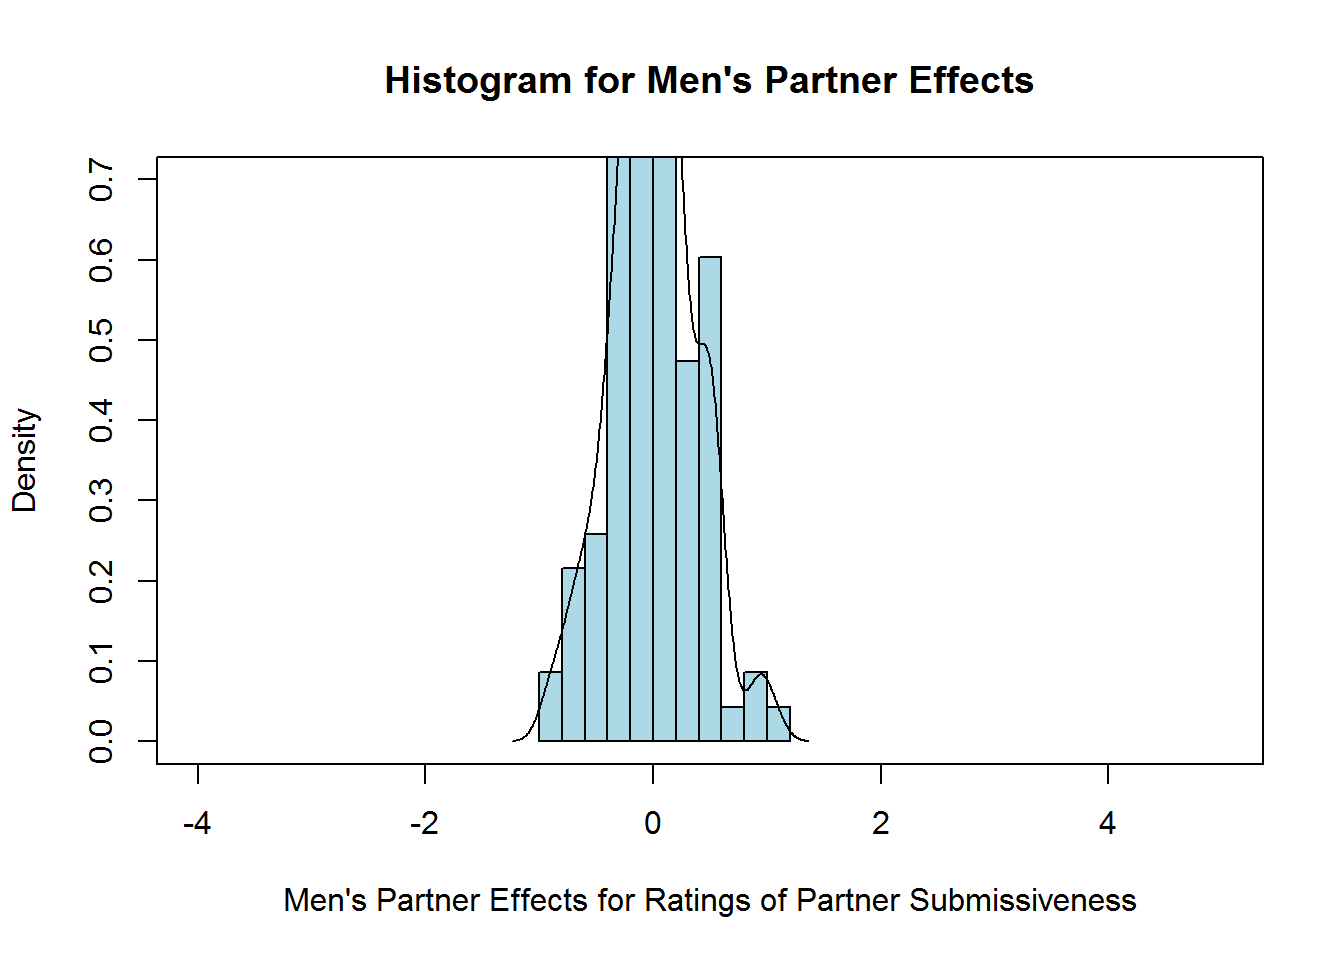 Histogram for Men's Partner Effects
Density
0.7
0.6
0.5
0.4
0.3
0.2
0.1
0.0
-4 -2 0 2 4
Men's Partner Effects for Ratings of Partner Submissiveness